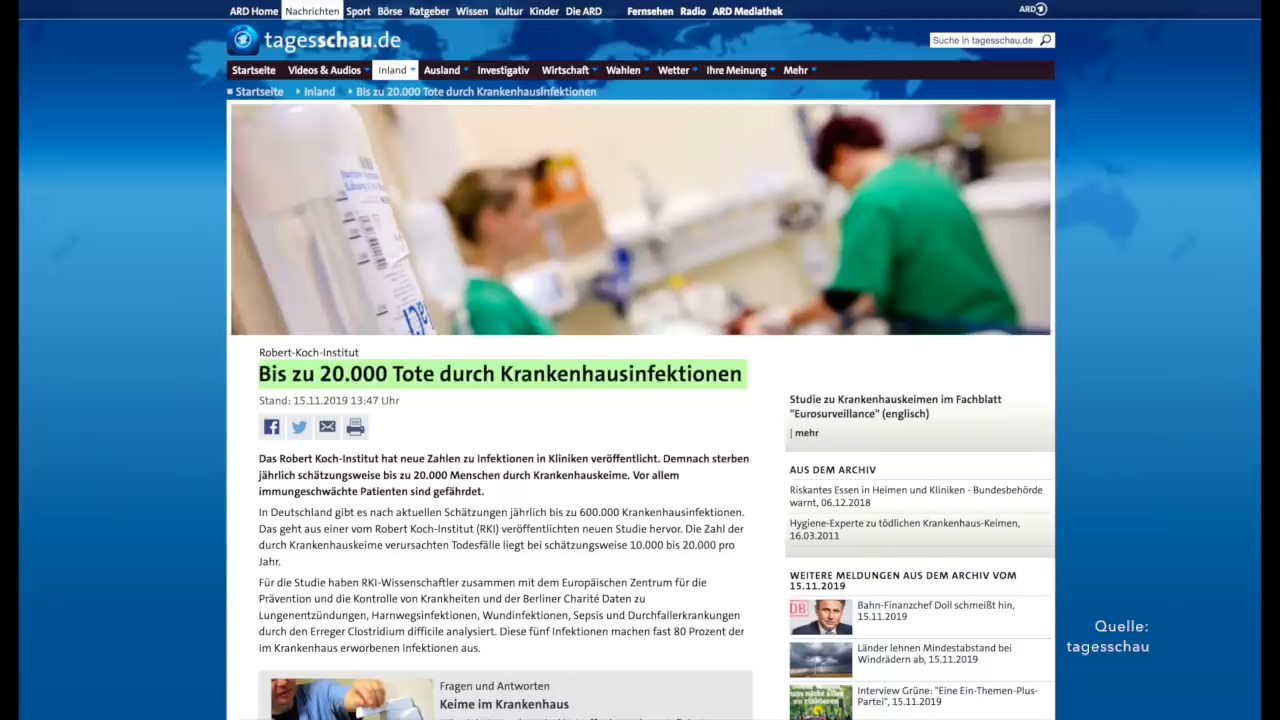 ARD Home Nachrichten Sport Börse Ratgeber Wissen Kultur Kinder Die ARD Fernsehen Radio ARD Mediathek ARD
tagesschau.de
Suche in tagesschau.de
Startseite Videos & Audios Inland Ausland Investigativ Wirtschaft Wahlen Wetter Ihre Meinung Mehr
Startseite Inland Bis zu 20.000 Tote durch Krankenhausinfektionen
Robert-Koch-Institut
Bis zu 20.000 Tote durch Krankenhausinfektionen
Stand: 15.11.2019 13:47 Uhr
Das Robert Koch-Institut hat neue Zahlen zu Infektionen in Kliniken veröffentlicht. Demnach sterben
jährlich schätzungsweise bis zu 20.000 Menschen durch Krankenhauskeime. Vor allem
immungeschwächte Patienten sind gefährdet.
In Deutschland gibt es nach aktuellen Schätzungen jährlich bis zu 600.000 Krankenhausinfektionen.
Das geht aus einer vom Robert Koch-Institut (RKI) veröffentlichten neuen Studie hervor. Die Zahl der
durch Krankenhauskeime verursachten Todesfälle liegt bei schätzungsweise 10.000 bis 20.000 pro
Jahr.
Für die Studie haben RKI-Wissenschaftler zusammen mit dem Europäischen Zentrum für die
Prävention und die Kontrolle von Krankheiten und der Berliner Charité Daten zu
Lungenentzündungen, Harnwegsinfektionen, Wundinfektionen, Sepsis und Durchfallerkrankungen
durch den Erreger Clostridium difficile analysiert. Diese fünf Infektionen machen fast 80 Prozent der
im Krankenhaus erworbenen Infektionen aus.
Fragen und Antworten
Keime im Krankenhaus
Studie zu Krankenhauskeimen im Fachblatt
"Eurosurveillance" (englisch)
| mehr
AUS DEM ARCHIV
Riskantes Essen in Heimen und Kliniken - Bundesbehörde
warnt, 06.12.2018
Hygiene-Experte zu tödlichen Krankenhaus-Keimen,
16.03.2011
WEITERE MELDUNGEN AUS DEM ARCHIV VOM
15.11.2019
DB
Bahn-Finanzchef Doll schmeißt hin,
15.11.2019
Länder lehnen Mindestabstand bei
Windrädern ab, 15.11.2019
Interview Grüne: "Eine Ein-Themen-Plus-
Partei", 15.11.2019
Quelle:
tagesschau